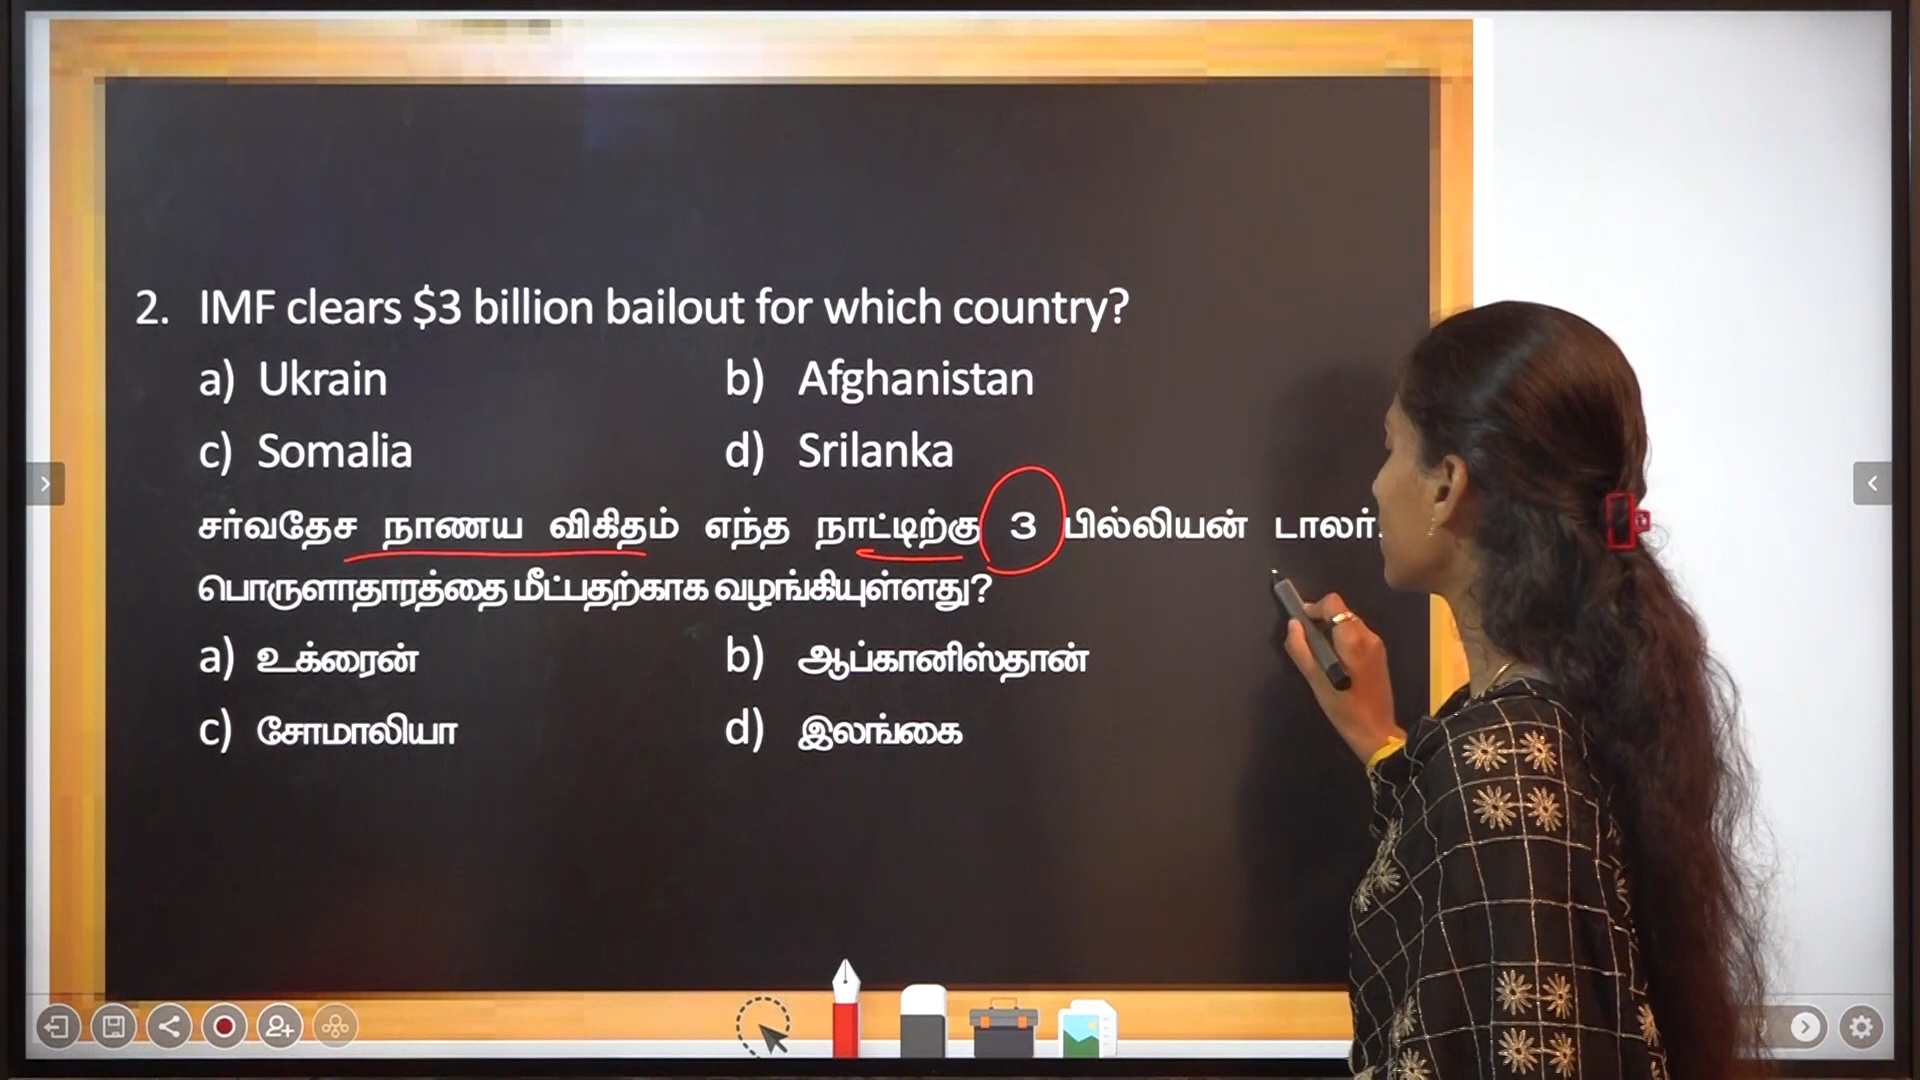 2. IMF clears $3 billion bailout for which country?
a) Ukrain b) Afghanistan
c) Somalia d) Srilanka
சர்வதேச நாணய விகிதம் எந்த நாட்டிற்கு 3 பில்லியன் டாலர்.
பொருளாதாரத்தை மீட்பதற்காக வழங்கியுள்ளது?
a) உக்ரைன் b) ஆப்கானிஸ்தான்
c) சோமாலியா d) இலங்கை